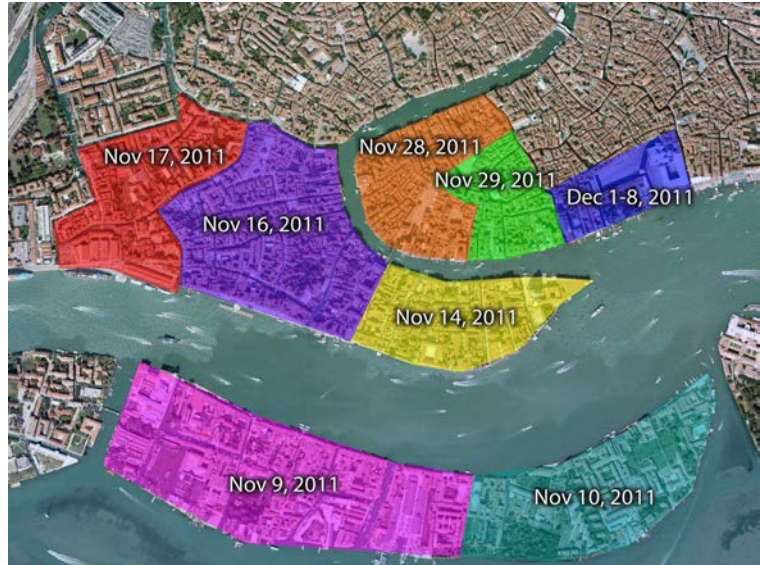 Nov 17, 2011
Nov 28, 2011
Nov 29, 2011
Dec 1-8, 2011
Nov 16, 2011
Nov 14, 2011
Nov 9, 2011
Nov 10, 2011